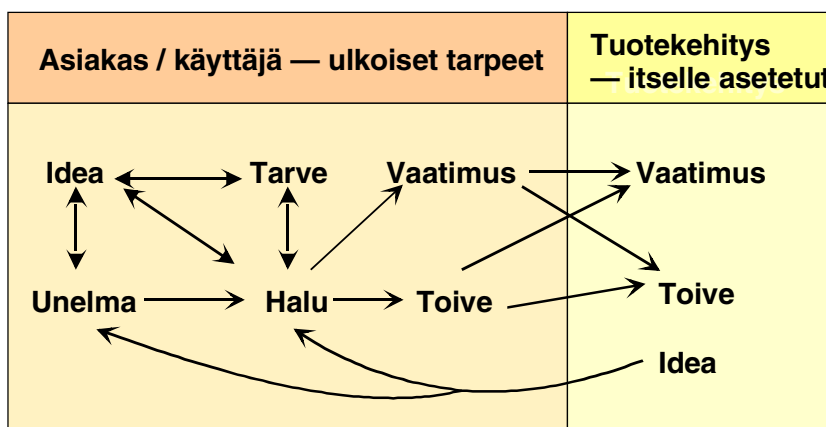 Asiakas / käyttäjä — ulkoiset tarpeet
Tuotekehitys
— itselle asetetut
Idea
Tarve
Vaatimus
Vaatimus
Unelma
Halu
Toive
Toive
Idea